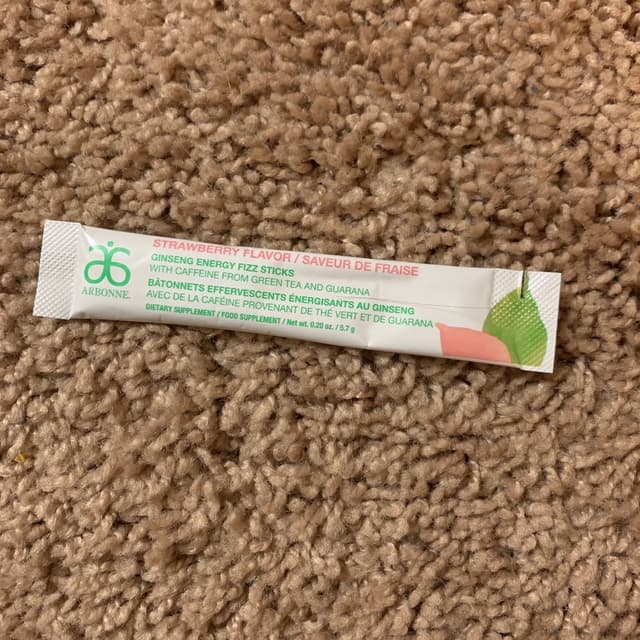 ARBONNE.
STRAWBERRY FLAVOR / SAVEUR DE FRAISE
GINSENG ENERGY FIZZ STICKS
WITH CAFFEINE FROM GREEN TEA AND GUARANA
BÂTONNETS EFFERVESCENTS ÉNERGISANTS AU GINSENG
AVEC DE LA CAFÉINE PROVENANT DE THÉ VERT ET DE GUARANA
DIETARY SUPPLEMENT / FOOD SUPPLEMENT / Net wt. 0.20 oz. / 5.7 g